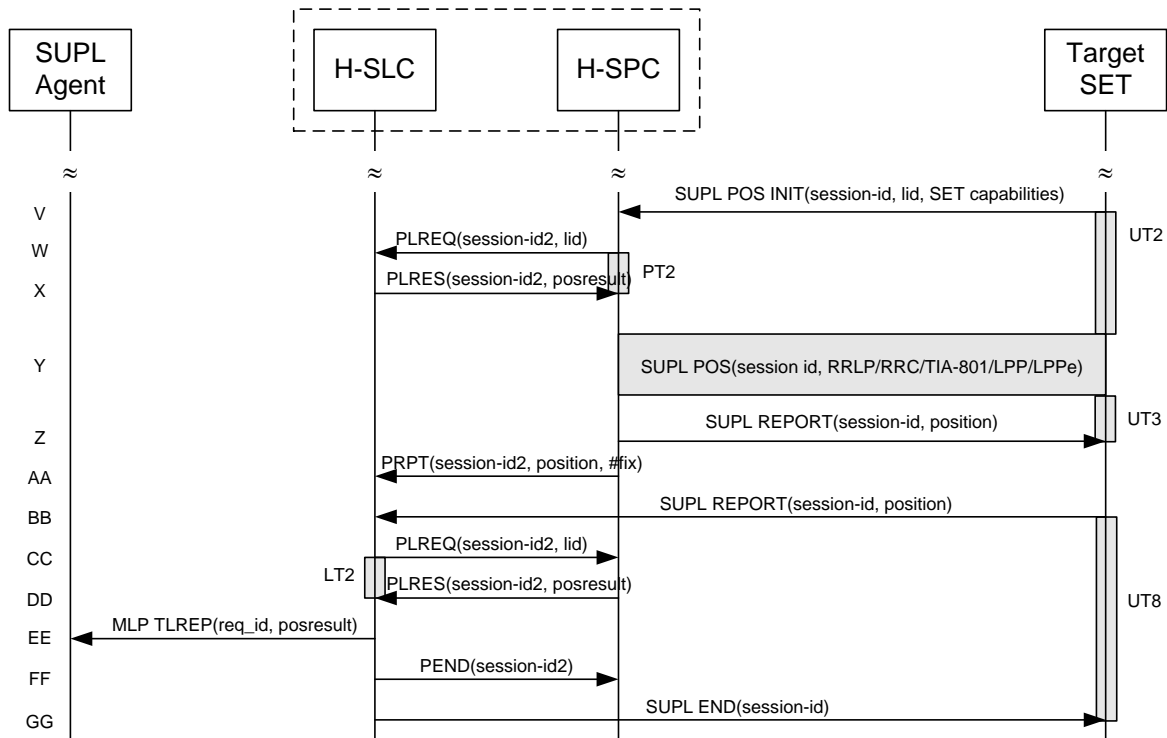 SUPL
Agent
H-SLC
H-SPC
Target
SET
≈ ≈ ≈ ≈
V
SUPL POS INIT(session-id, lid, SET capabilities)
UT2
W
PLREQ(session-id2, lid)
PT2
X
PLRES(session-id2, posresult)
Y
SUPL POS(session id, RRLP/RRC/TIA-801/LPP/LPPe)
UT3
Z
SUPL REPORT(session-id, position)
AA
PRPT(session-id2, position, #fix)
BB
SUPL REPORT(session-id, position)
CC
PLREQ(session-id2, lid)
LT2
DD
PLRES(session-id2, posresult)
UT8
EE
MLP TLREP(req_id, posresult)
FF
PEND(session-id2)
GG
SUPL END(session-id)